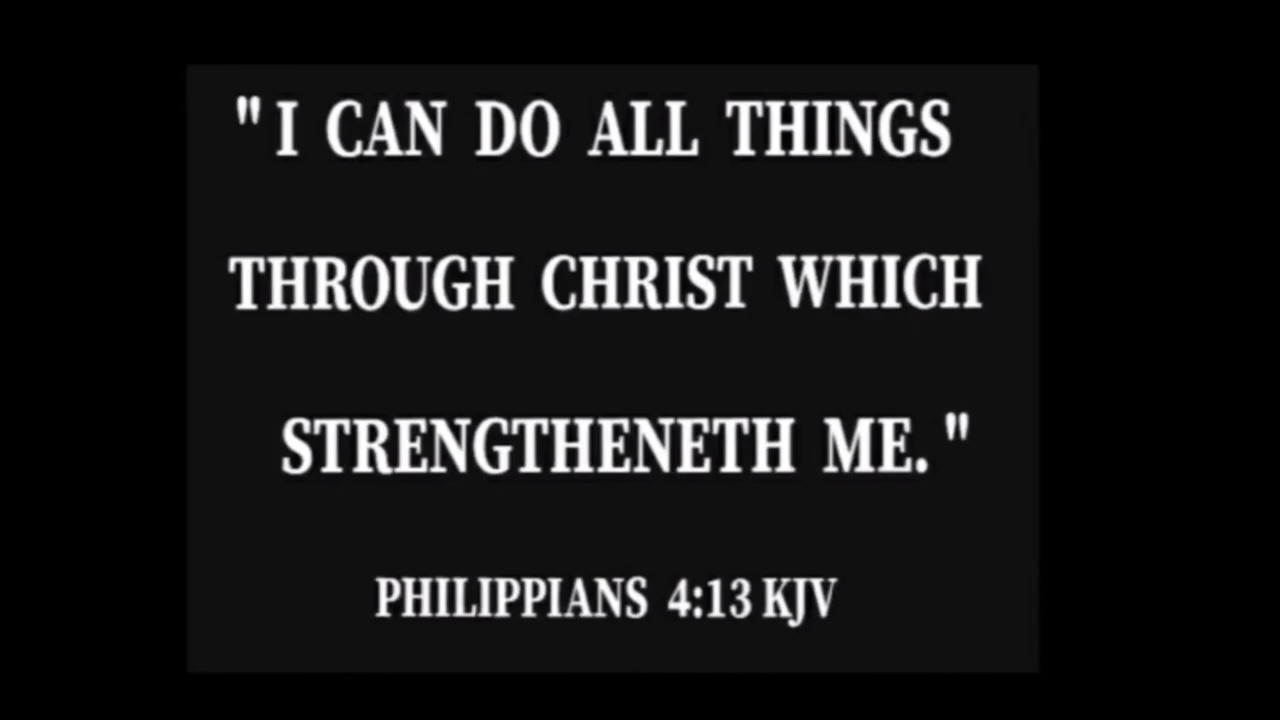 "I CAN DO ALL THINGS
THROUGH CHRIST WHICH
STRENGTHENETH ME."
PHILIPPIANS 4:13 KJV